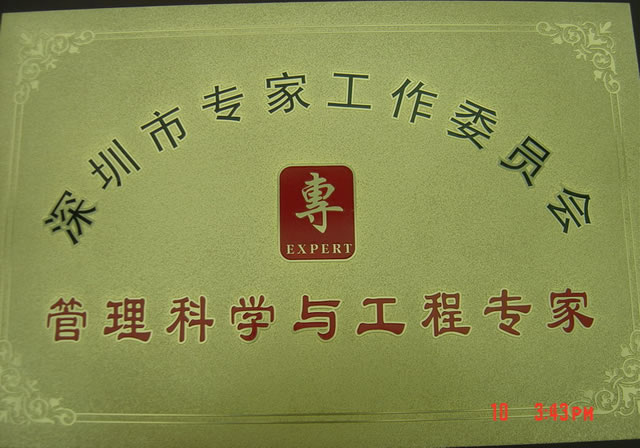 深圳市专家工作委员会
專
EXPERT
管理科学与工程专家
10 3:43PM